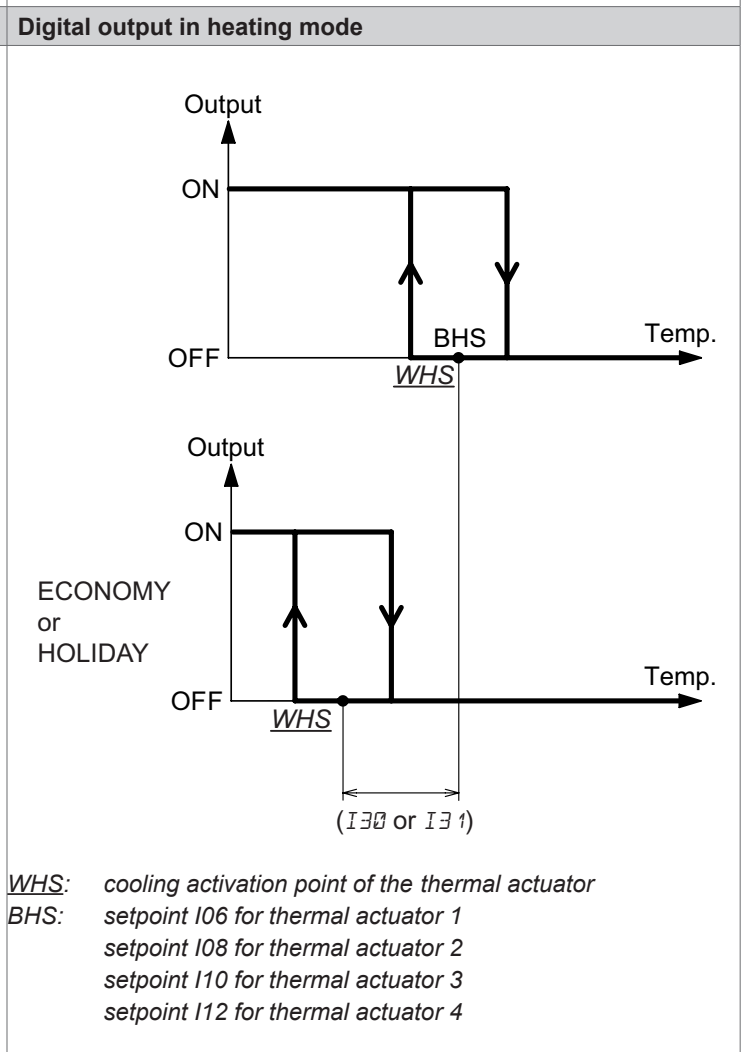 Digital output in heating mode
Output
ON
OFF
BHS
Temp.
WHS
Output
ON
ECONOMY
or
HOLIDAY
OFF
Temp.
WHS
(I30 or I31)
WHS: cooling activation point of the thermal actuator
BHS: setpoint I06 for thermal actuator 1
setpoint I08 for thermal actuator 2
setpoint I10 for thermal actuator 3
setpoint I12 for thermal actuator 4